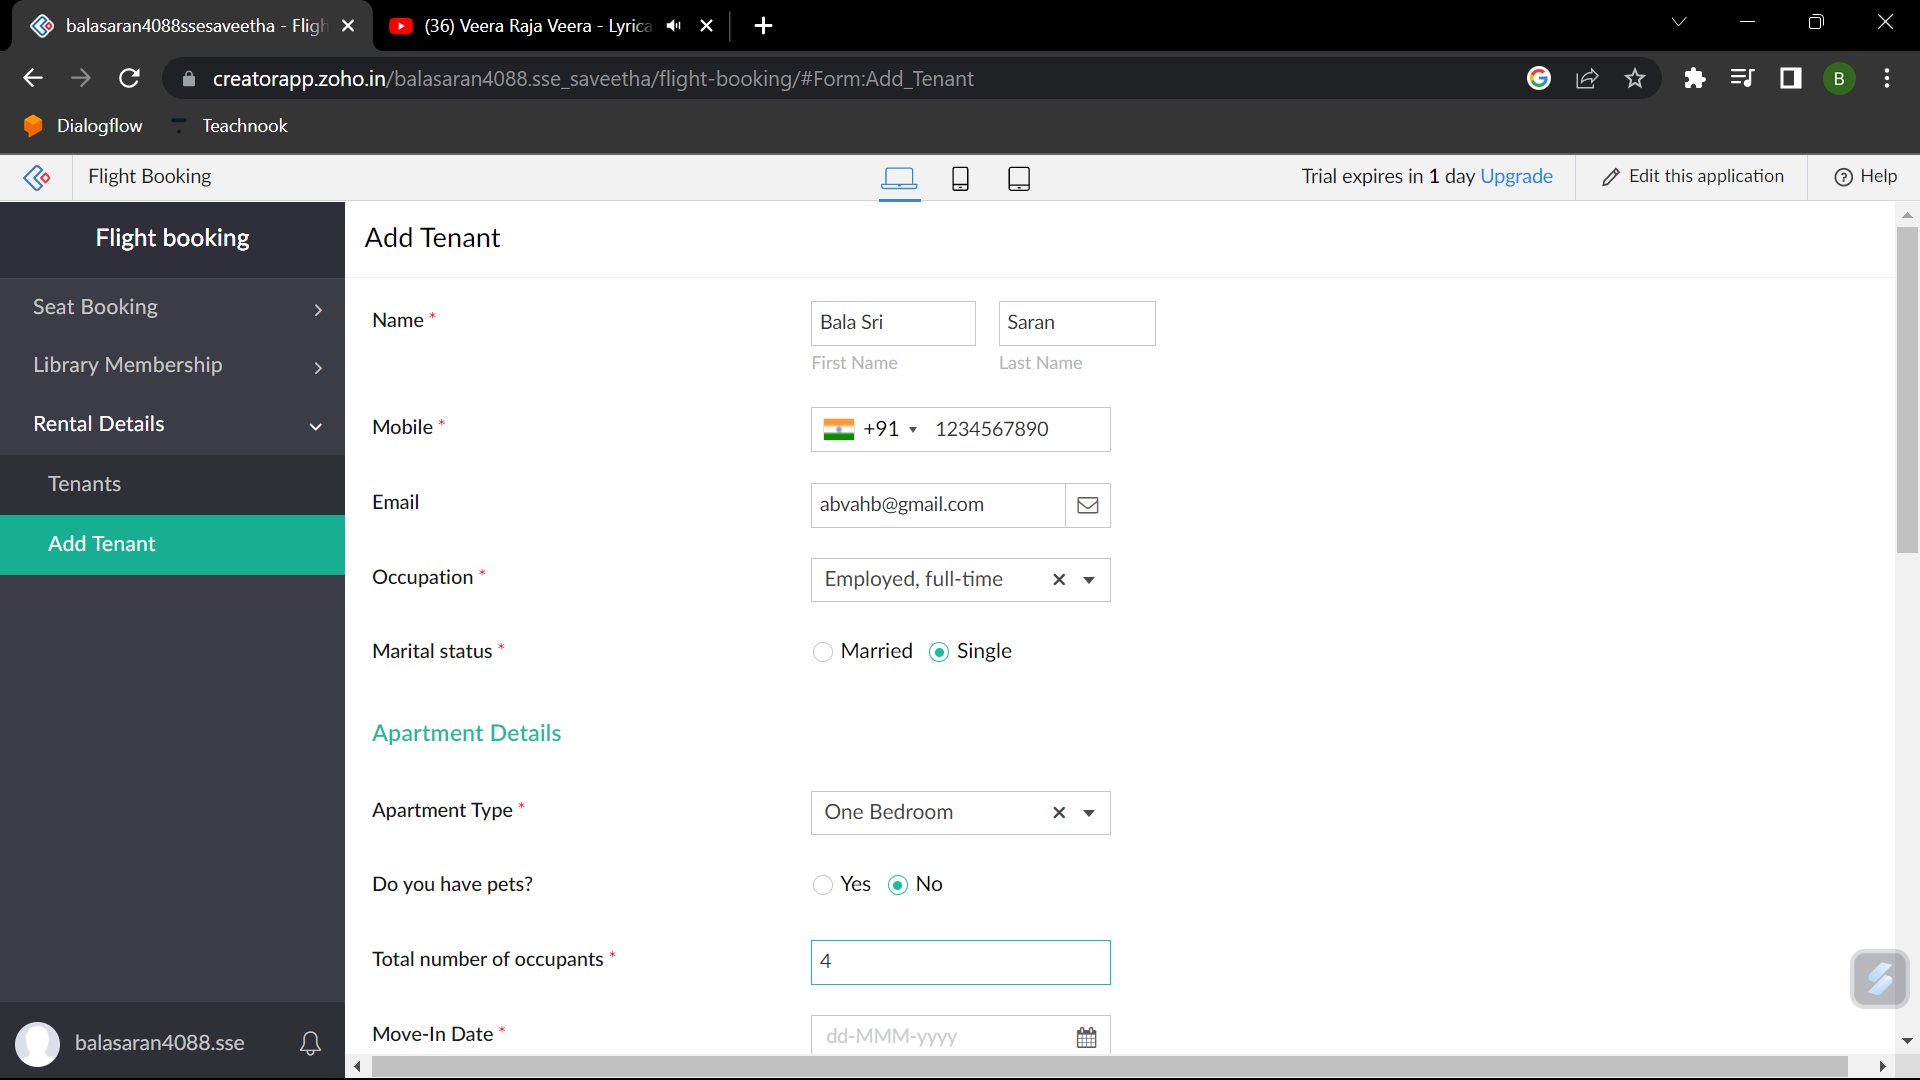 balasaran4088ssesaveetha - Fligh
(36) Veera Raja Veera - Lyrica
creatorapp.zoho.in/balasaran4088.sse_saveetha/flight-booking/#Form:Add_Tenant
B
Dialogflow
Teachnook
Flight Booking
Trial expires in 1 day Upgrade
Edit this application
Help
Flight booking
Add Tenant
Seat Booking
Library Membership
Rental Details
Tenants
Add Tenant
Name *
Bala Sri
Saran
First Name
Last Name
Mobile *
+91
1234567890
Email
abvahb@gmail.com
Occupation *
Employed, full-time
Marital status *
Married
Single
Apartment Details
Apartment Type *
One Bedroom
Do you have pets?
Yes
No
Total number of occupants *
4
Move-In Date *
dd-MMM-yyyy
balasaran4088.sse